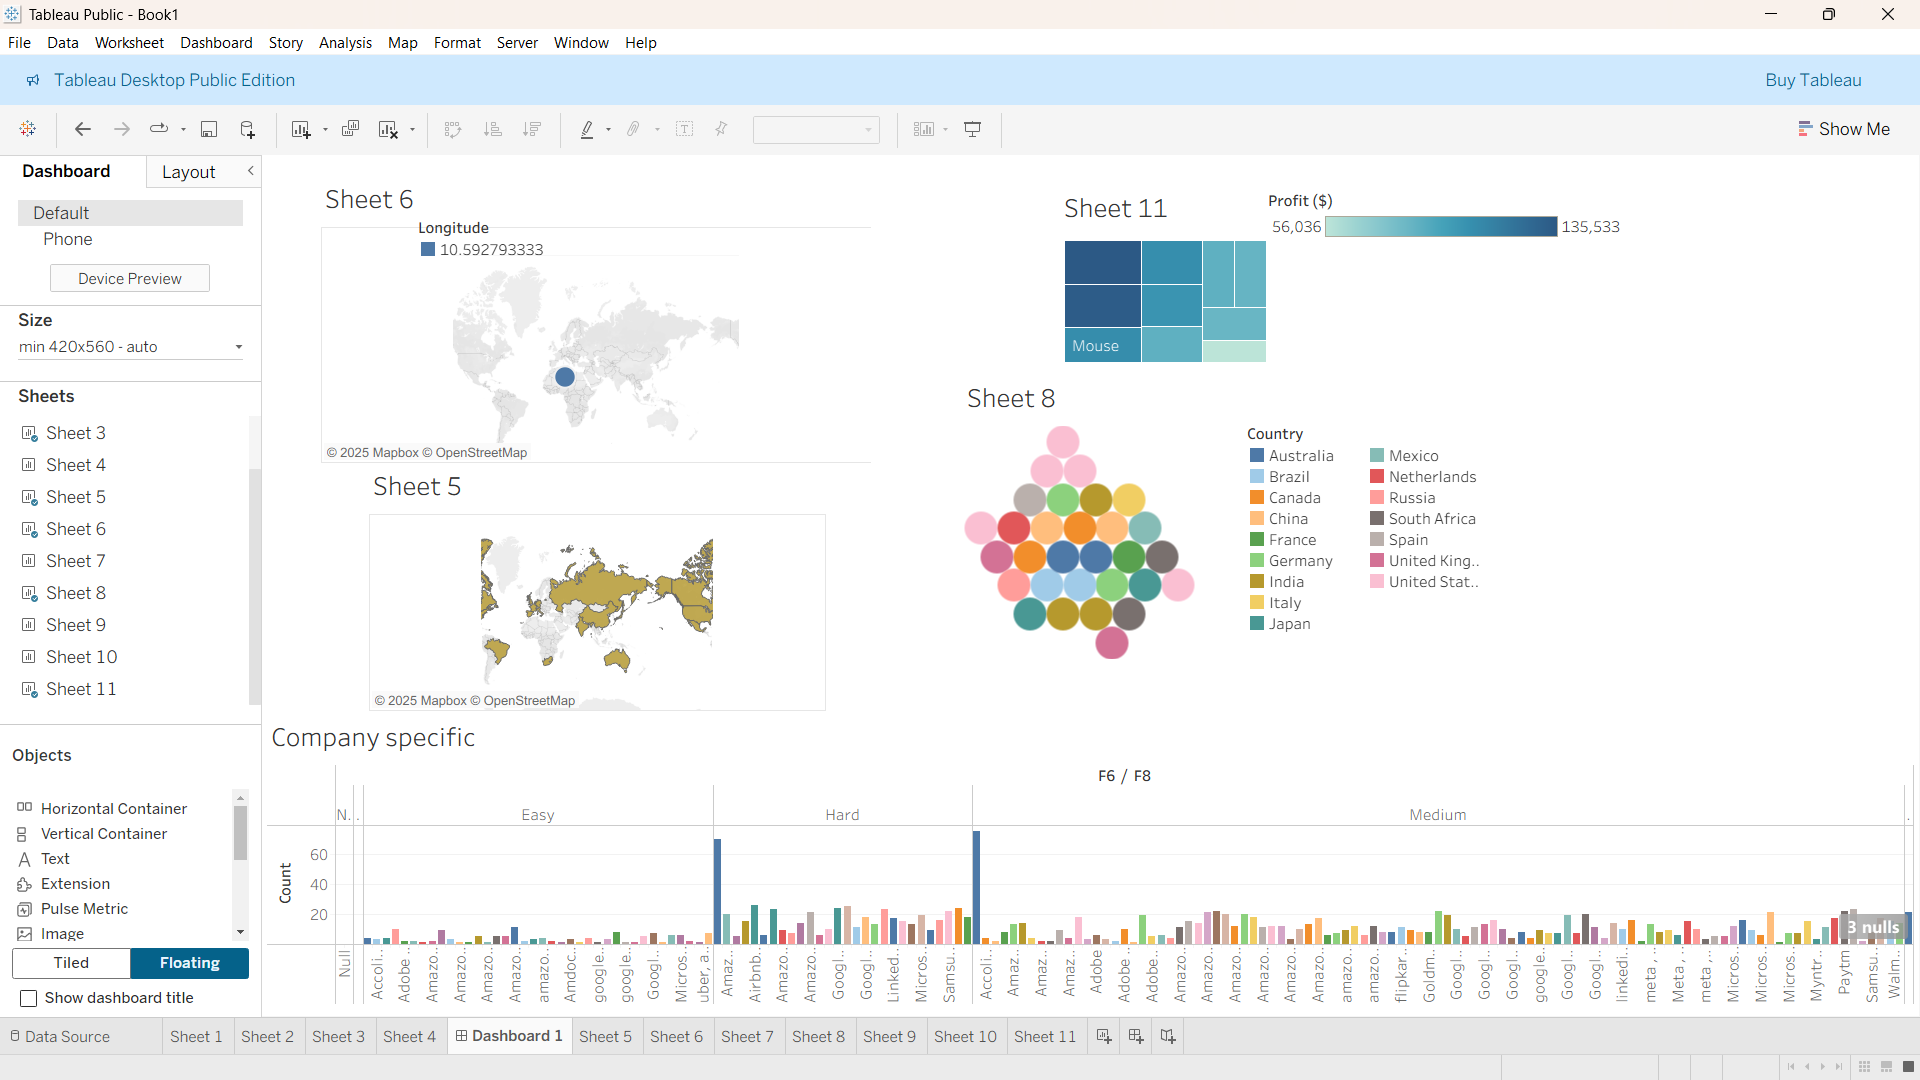 Tableau Public - Book1
File Data Worksheet Dashboard Story Analysis Map Format Server Window Help
Tableau Desktop Public Edition
Buy Tableau
Show Me
Dashboard
Layout
Default
Phone
Device Preview
Size
min 420x560 - auto
Sheets
Sheet 3
Sheet 4
Sheet 5
Sheet 6
Sheet 7
Sheet 8
Sheet 9
Sheet 10
Sheet 11
Objects
Horizontal Container
Vertical Container
Text
Extension
Pulse Metric
Image
Tiled
Floating
Show dashboard title
Sheet 6
Longitude
10.592793333
© 2025 Mapbox © OpenStreetMap
Sheet 5
© 2025 Mapbox © OpenStreetMap
Sheet 11
Mouse
Profit ($)
56,036
135,533
Sheet 8
Country
Australia
Brazil
Canada
China
France
Germany
India
Italy
Japan
Mexico
Netherlands
Russia
South Africa
Spain
United King..
United Stat..
Company specific
F6 / F8
N. .
Easy
Hard
Medium
.
Count
60
40
20
3 nulls
Null
Accoli..
Adobe ..
Amazo..
Amazo..
Amazo..
Amazo..
amazo..
Amdoc..
google..
google..
Googl..
Micros..
uber, a..
Amaz..
Airbnb..
Amazo..
Amazo..
Googl..
Googl..
Linked..
Micros..
Samsu..
Accoli..
Amaz..
Amaz..
Amaz..
Adobe
Adobe ..
Adobe..
Amazo..
Amazo..
Amazo..
Amazo..
Amazo..
Amazo..
amazo..
amazo..
flipkar..
Goldm..
Googl..
Googl..
Googl..
google..
Googl..
Googl..
linkedi..
meta , ..
Meta , ..
meta ,..
Micros..
Micros..
Micros..
Myntr..
Paytm
Samsu..
Walm..
Data Source
Sheet 1
Sheet 2
Sheet 3
Sheet 4
Dashboard 1
Sheet 5
Sheet 6
Sheet 7
Sheet 8
Sheet 9
Sheet 10
Sheet 11